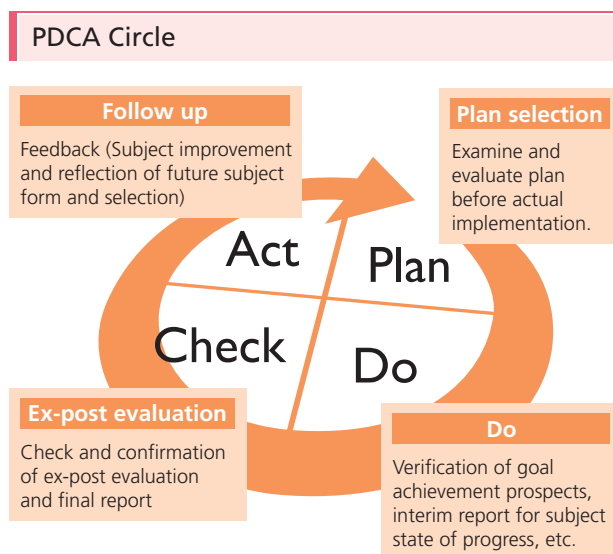 PDCA Circle
Follow up
Feedback (Subject improvement
and reflection of future subject
form and selection)
Plan selection
Examine and
evaluate plan
before actual
implementation.
Act
Plan
Check
Do
Ex-post evaluation
Check and confirmation
of ex-post evaluation
and final report
Do
Verification of goal
achievement prospects,
interim report for subject
state of progress, etc.